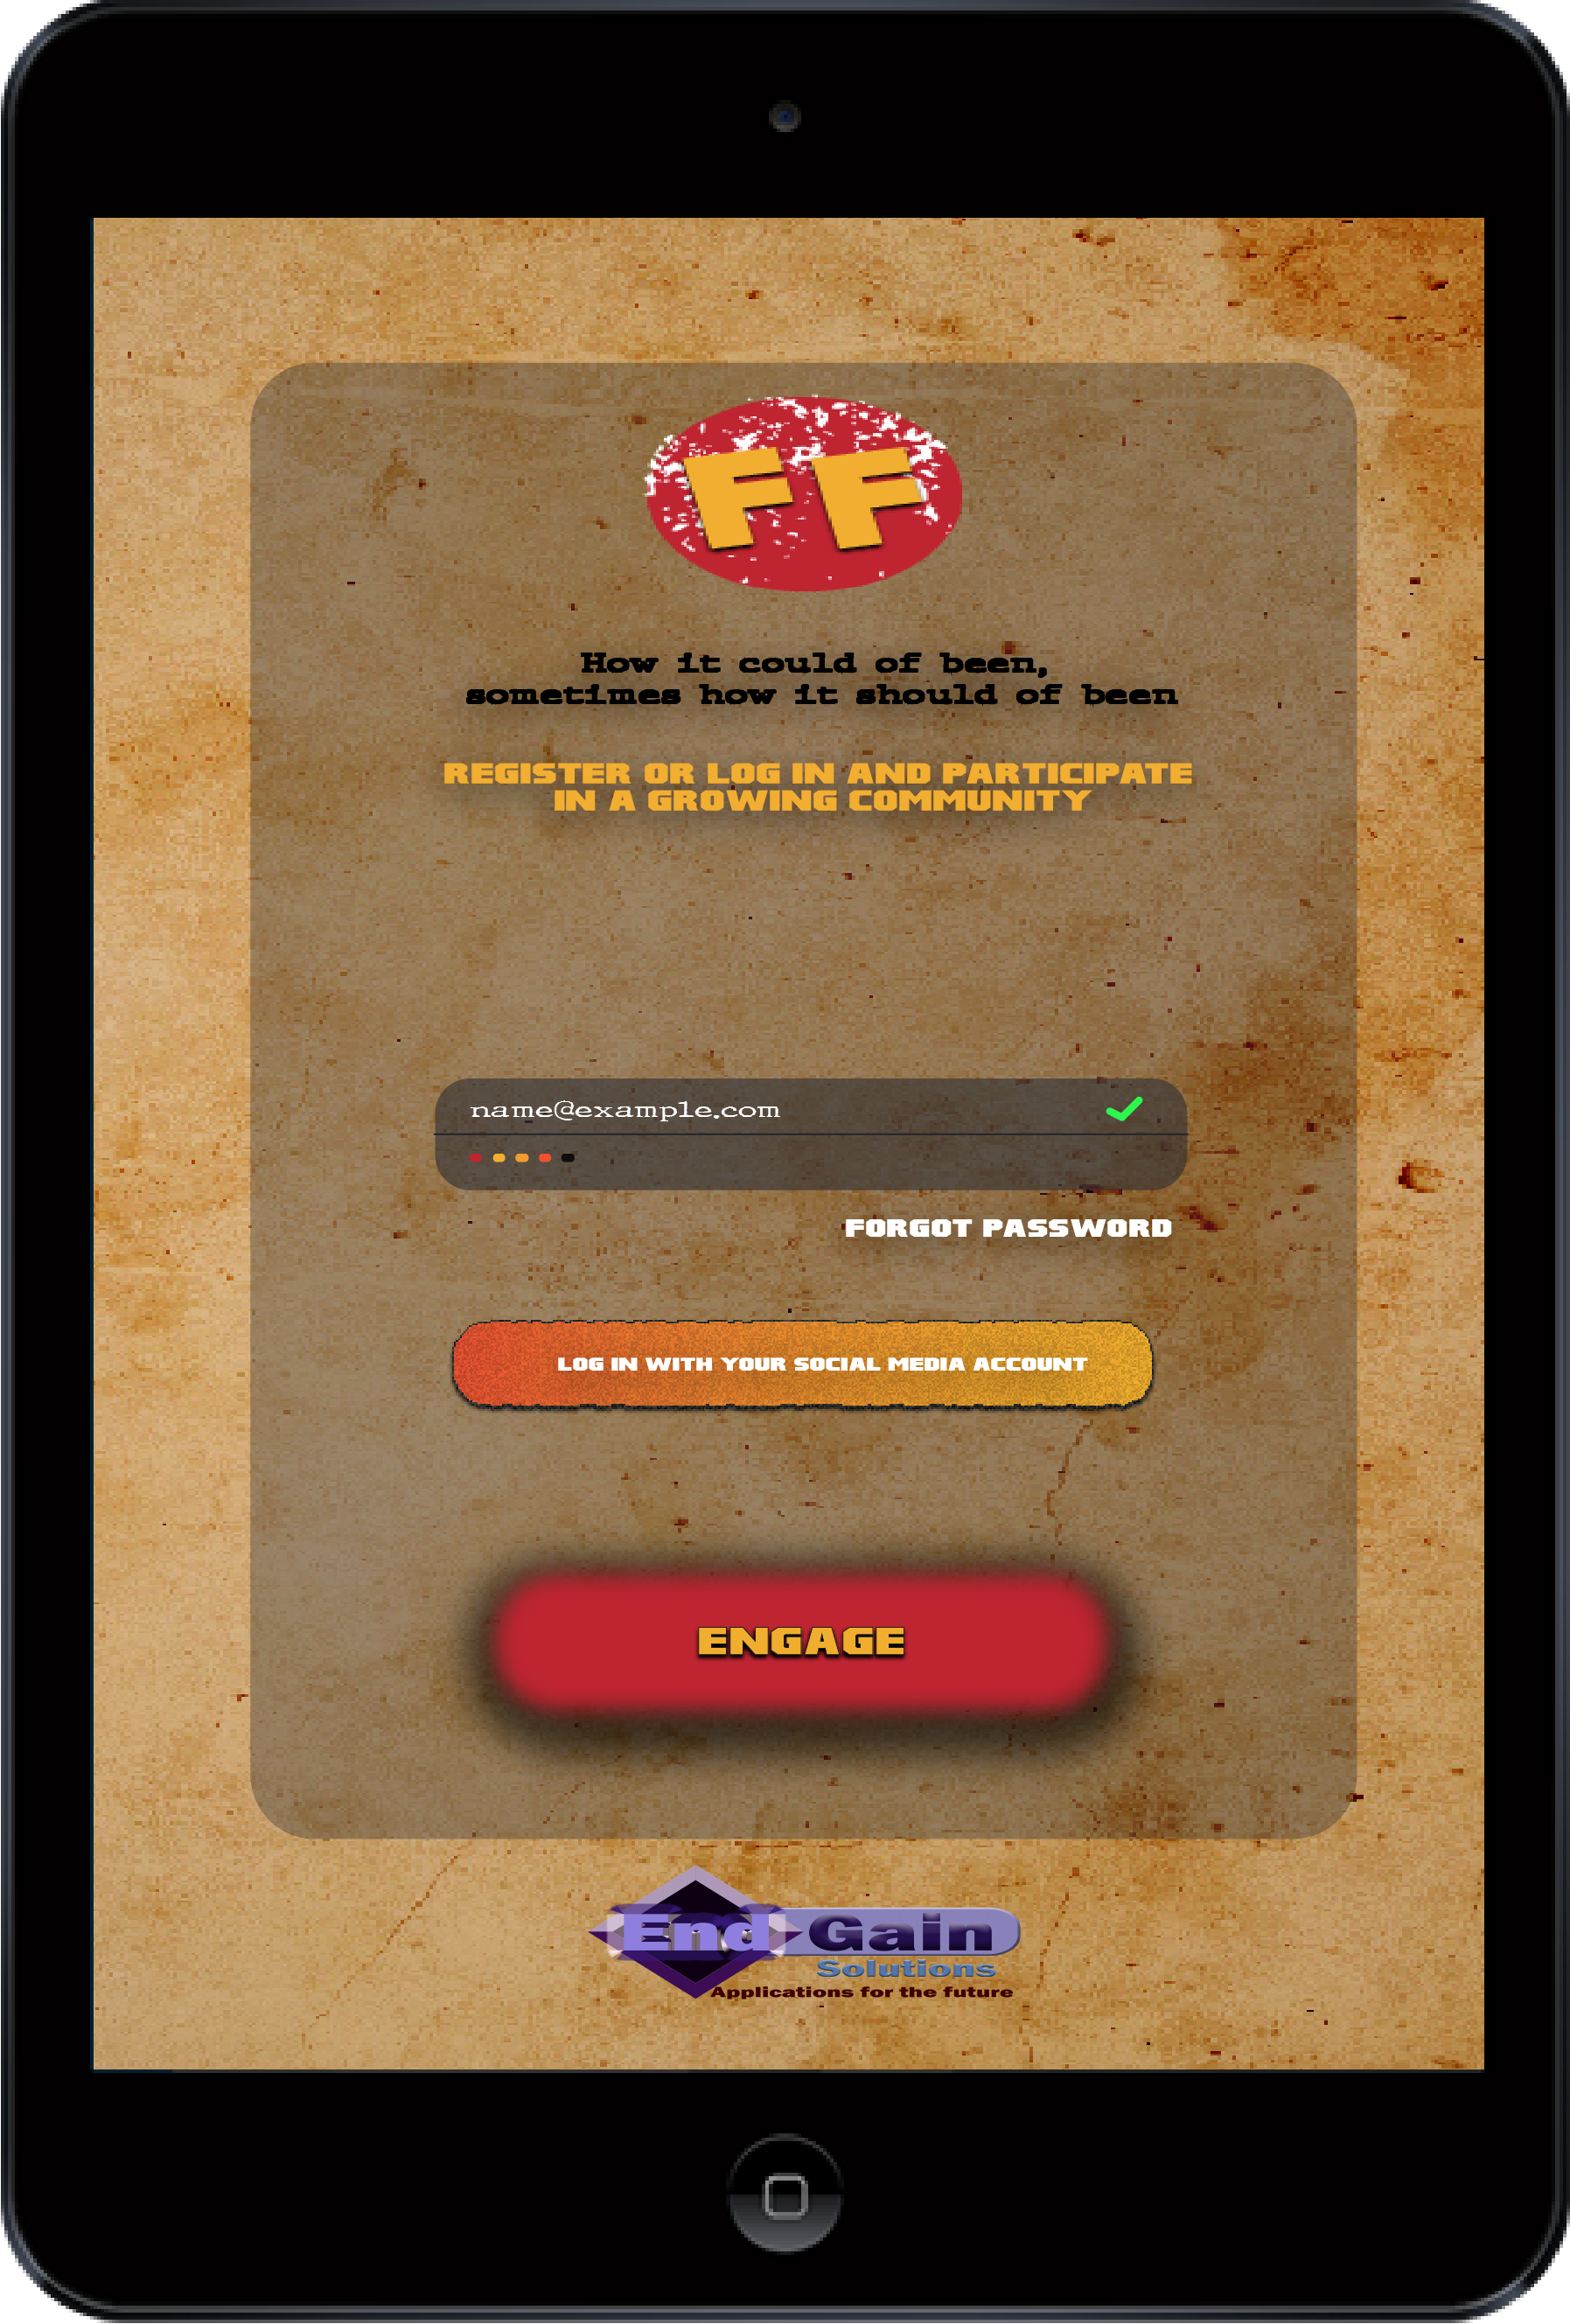 FF
How it could of been,
sometimes how it should of been
REGISTER OR LOG IN AND PARTICIPATE
IN A GROWING COMMUNITY
name@example.com
FORGOT PASSWORD
LOG IN WITH YOUR SOCIAL MEDIA ACCOUNT
ENGAGE
End Gain
Solutions
Applications for the future